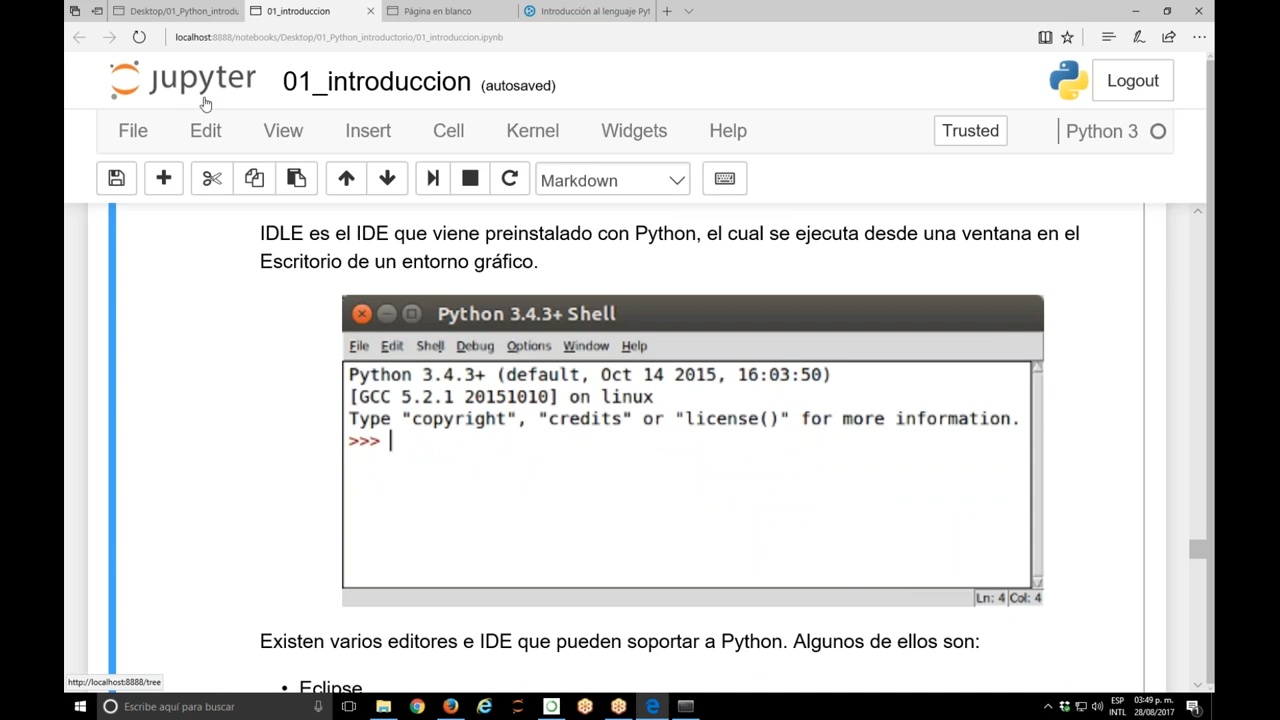 Desktop/01_Python_introdu
01_introduccion
Página en blanco
Introducción al lenguaje Pyt
localhost:8888/notebooks/Desktop/01_Python_introductorio/01_introduccion.ipynb
jupyter
01_introduccion (autosaved)
Logout
File Edit View Insert Cell Kernel Widgets Help
Trusted
Python 3
Markdown
IDLE es el IDE que viene preinstalado con Python, el cual se ejecuta desde una ventana en el
Escritorio de un entorno gráfico.
Python 3.4.3+ Shell
File Edit Shell Debug Options Window Help
Python 3.4.3+ (default, Oct 14 2015, 16:03:50)
[GCC 5.2.1 20151010] on linux
Type "copyright", "credits" or "license()" for more information.
>>>
Ln: 4 Col: 4
Existen varios editores e IDE que pueden soportar a Python. Algunos de ellos son:
• Eclipse
http://localhost:8888/tree
Escribe aquí para buscar
ESP
INTL
03:49 p. m.
28/08/2017